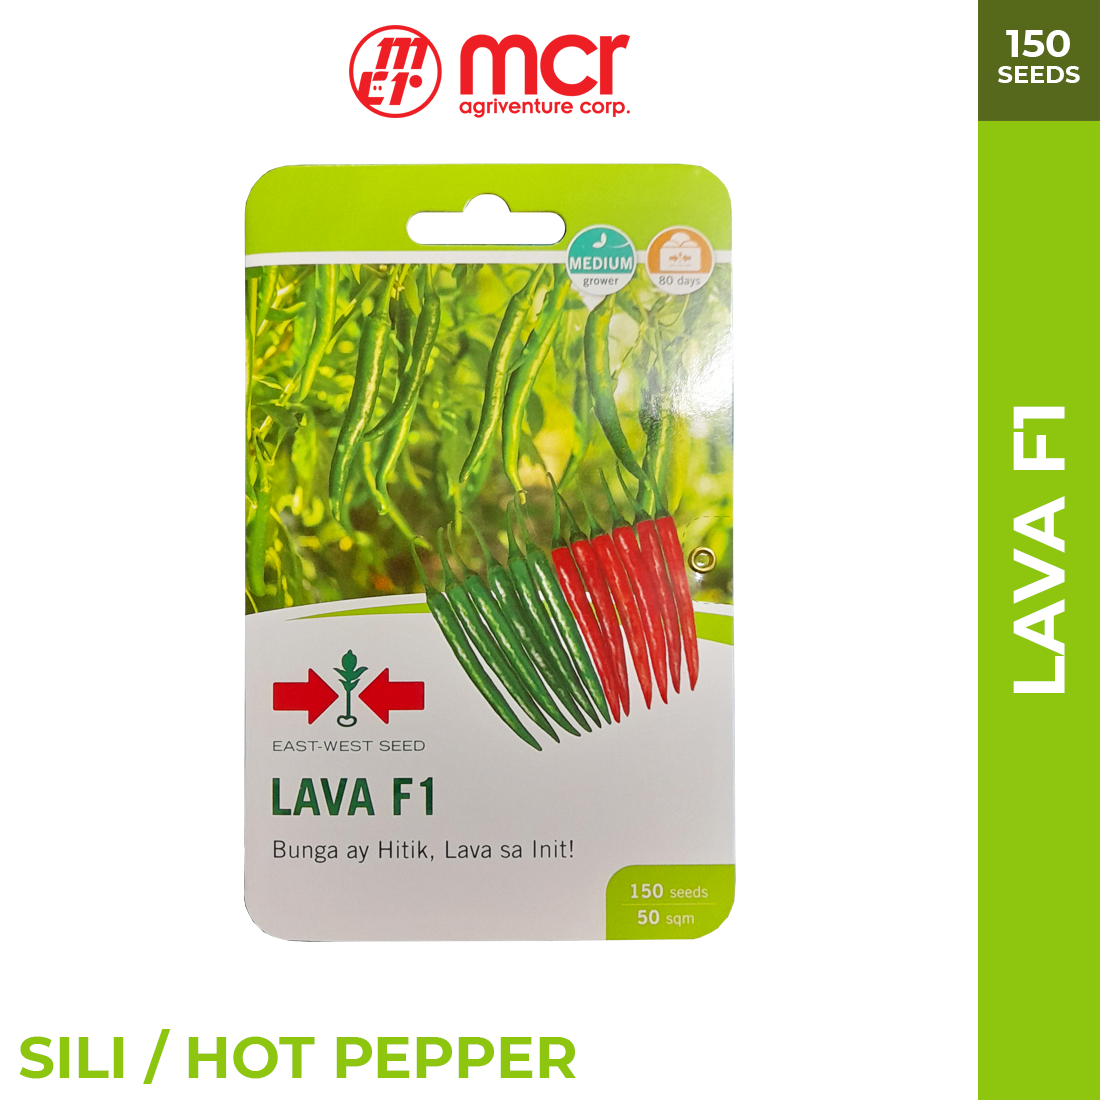 mcr
mcr
agriventure corp.
150
SEEDS
MEDIUM
grower
80 days
EAST-WEST SEED
LAVA F1
Bunga ay Hitik, Lava sa Init!
150 seeds
50 sqm
LAVA F1
SILI / HOT PEPPER